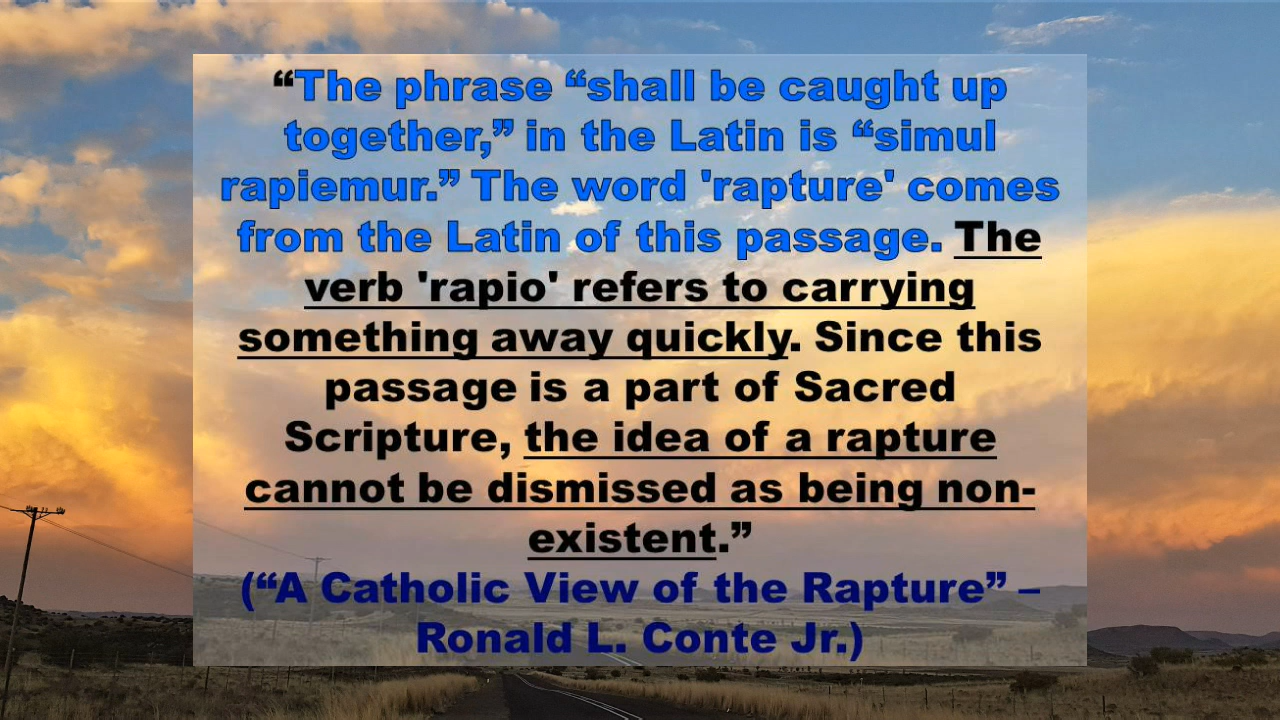 “The phrase “shall be caught up
together,” in the Latin is “simul
rapiemur.” The word 'rapture' comes
from the Latin of this passage. The
verb 'rapio' refers to carrying
something away quickly. Since this
passage is a part of Sacred
Scripture, the idea of a rapture
cannot be dismissed as being non-
existent.”
(“A Catholic View of the Rapture” –
Ronald L. Conte Jr.)